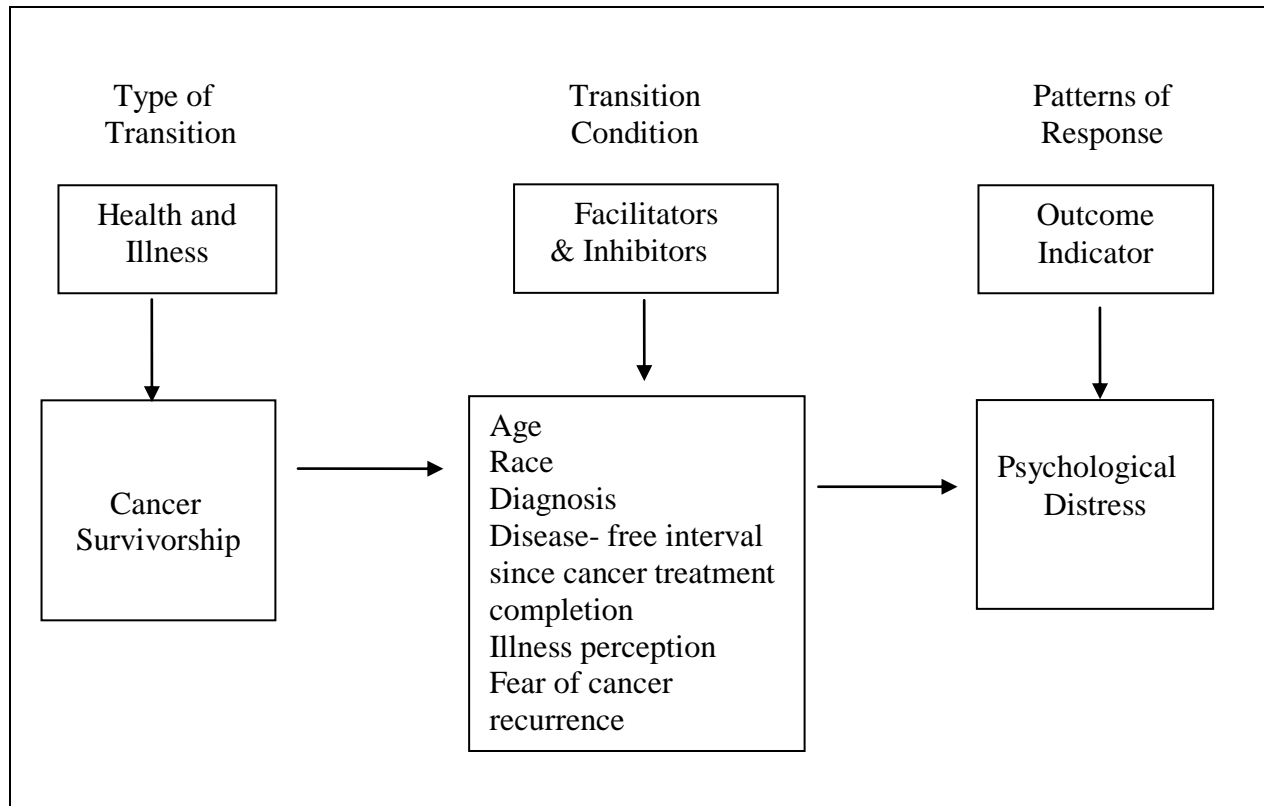 Type of
Transition
Transition
Condition
Patterns of
Response
Health and
Illness
Facilitators
& Inhibitors
Outcome
Indicator
Cancer
Survivorship
Age
Race
Diagnosis
Disease- free interval
since cancer treatment
completion
Illness perception
Fear of cancer
recurrence
Psychological
Distress